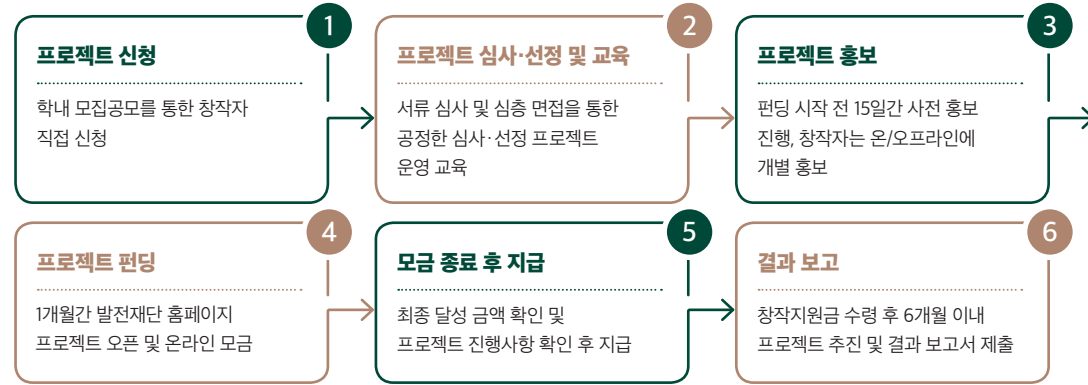 1
프로젝트 신청
학내 모집공모를 통한 창작자
직접 신청
2
프로젝트 심사·선정 및 교육
서류 심사 및 심층 면접을 통한
공정한 심사·선정 프로젝트
운영 교육
3
프로젝트 홍보
펀딩 시작 전 15일간 사전 홍보
진행, 창작자는 온/오프라인에
개별 홍보
4
프로젝트 펀딩
1개월간 발전재단 홈페이지
프로젝트 오픈 및 온라인 모금
5
모금 종료 후 지급
최종 달성 금액 확인 및
프로젝트 진행사항 확인 후 지급
6
결과 보고
창작지원금 수령 후 6개월 이내
프로젝트 추진 및 결과 보고서 제출